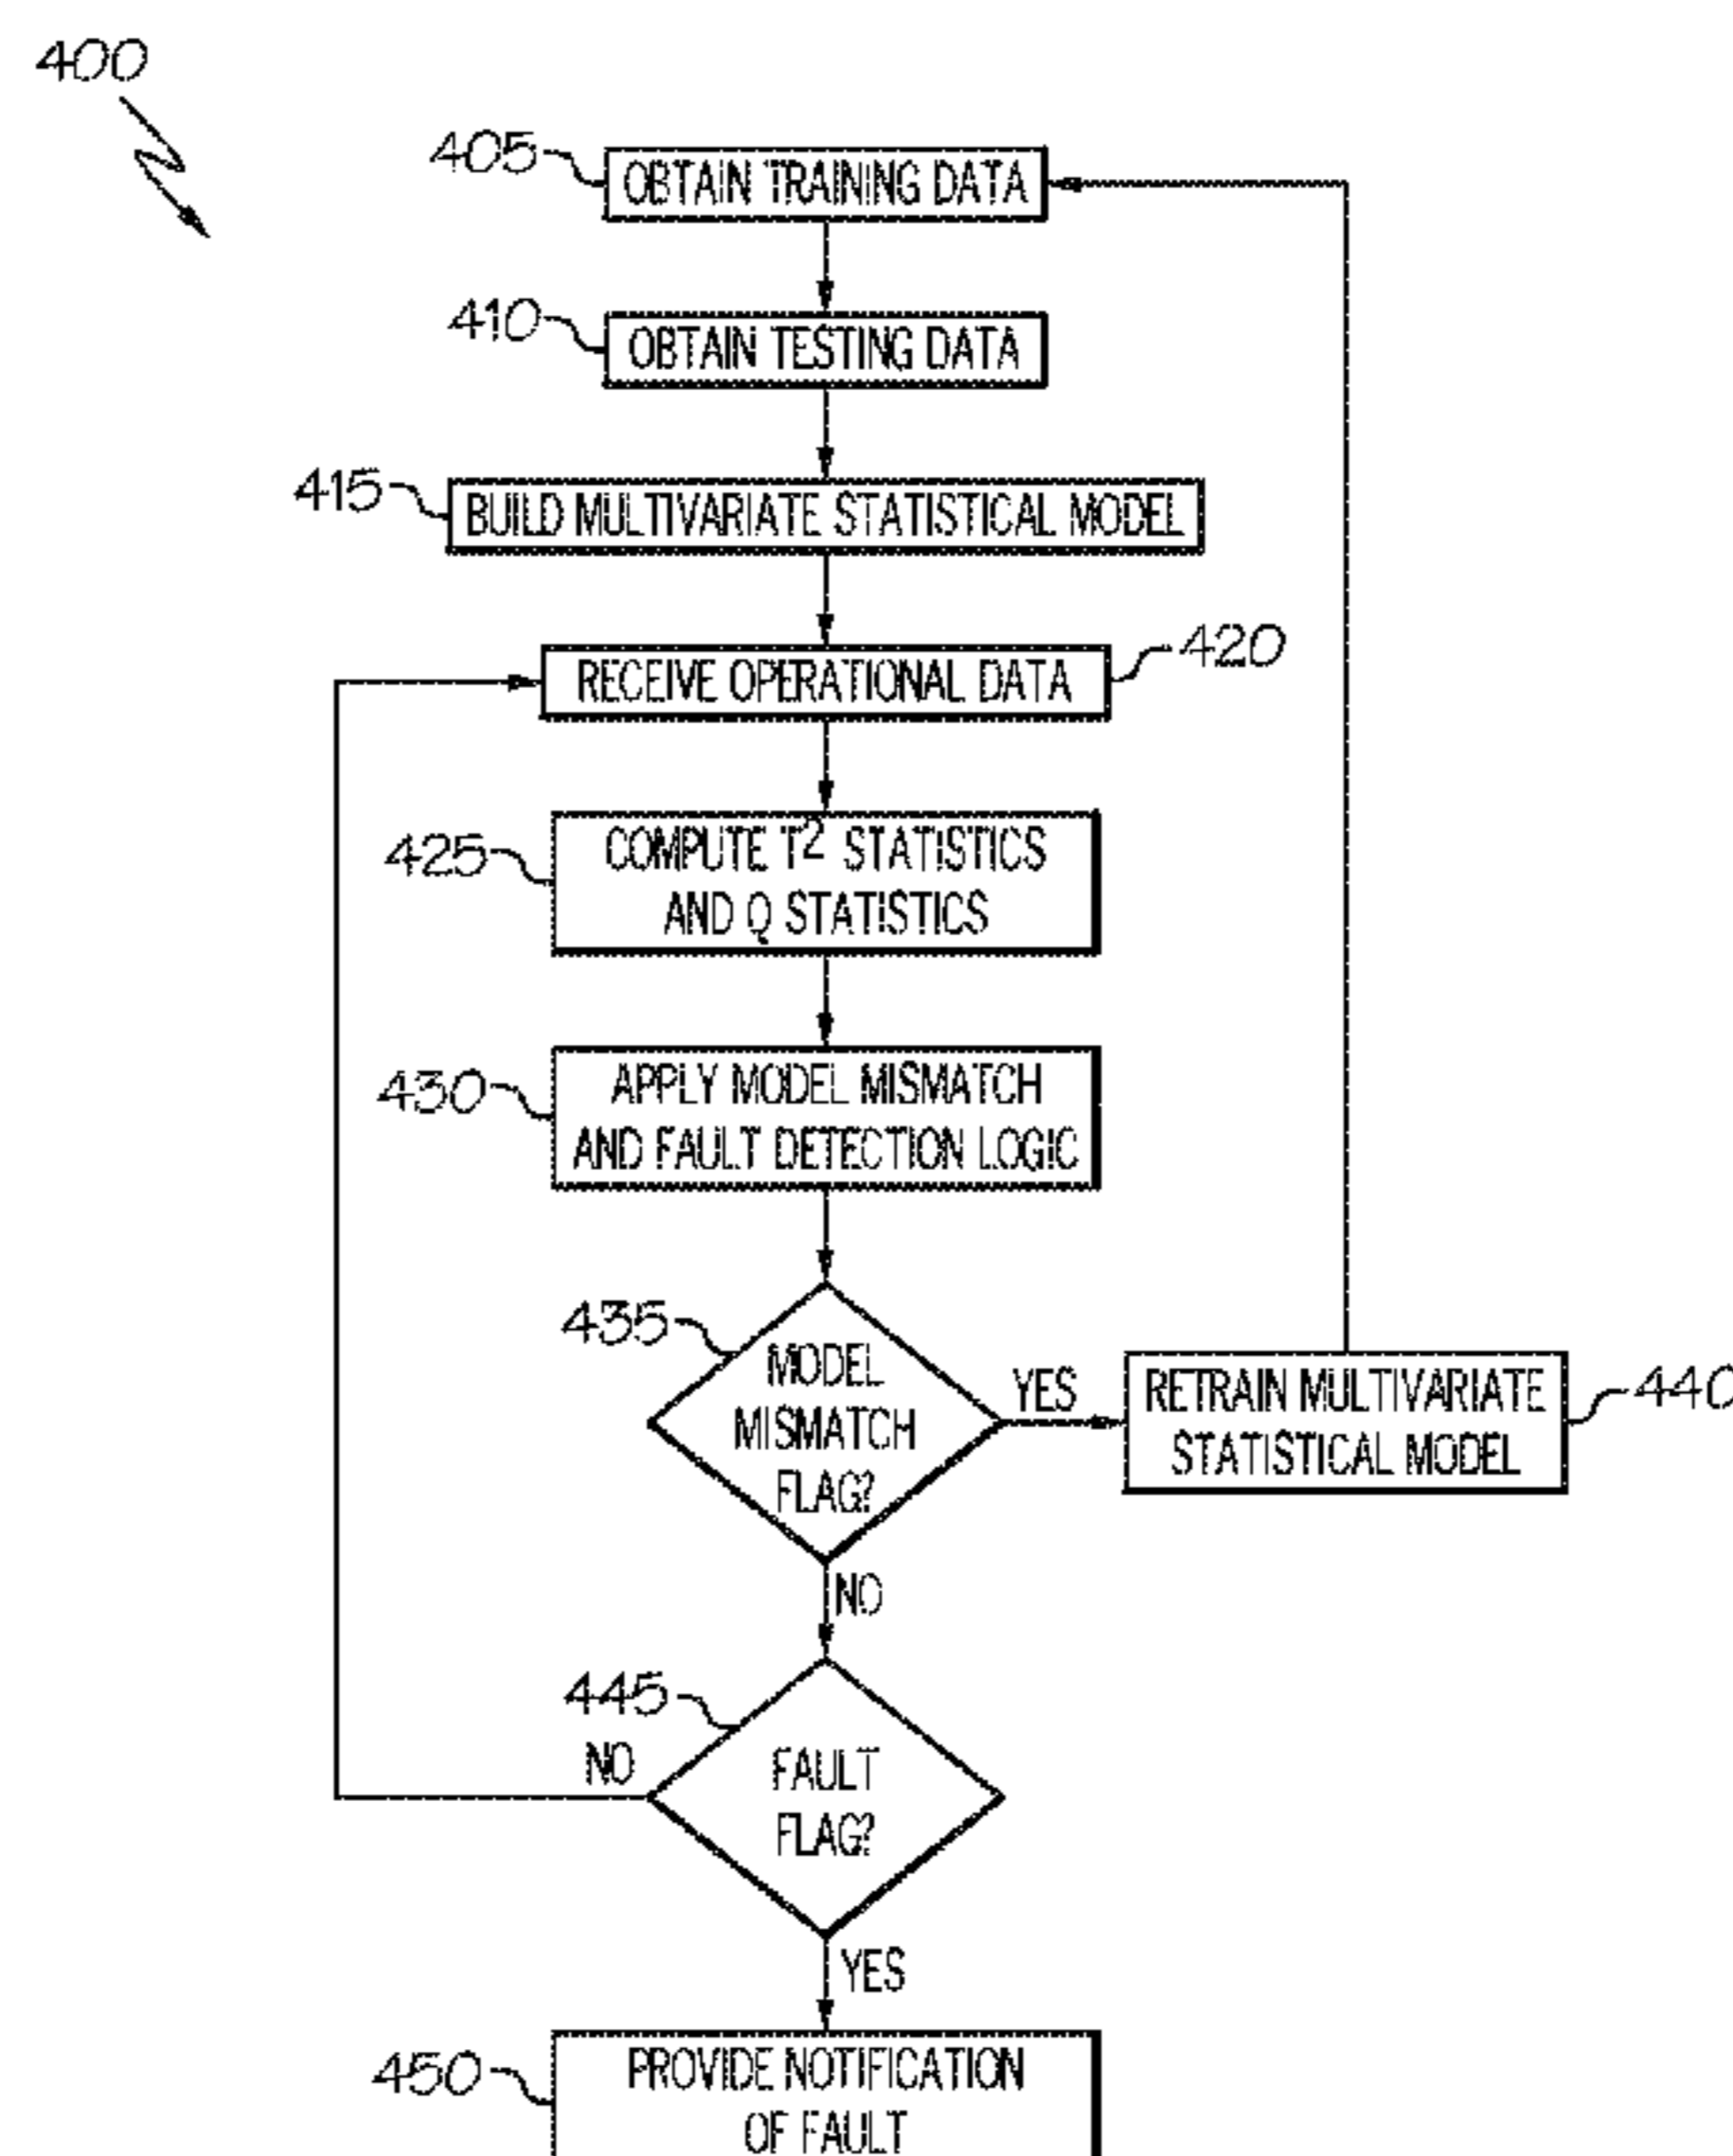 400
405
OBTAIN TRAINING DATA
410
OBTAIN TESTING DATA
415
BUILD MULTIVARIATE STATISTICAL MODEL
420
RECEIVE OPERATIONAL DATA
425
COMPUTE T² STATISTICS
AND Q STATISTICS
430
APPLY MODEL MISMATCH
AND FAULT DETECTION LOGIC
435
MODEL
MISMATCH
FLAG?
YES
RETRAIN MULTIVARIATE
STATISTICAL MODEL
440
NO
445
NO
FAULT
FLAG?
YES
450
PROVIDE NOTIFICATION
OF FAULT